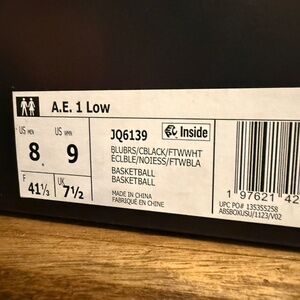 A.E. 1 Low
US MEN
8
US WMN
9
F
41⅓
UK
7½
JQ6139
Inside
BLUBRS/CBLACK/FTWWHT
ECLBLE/NOIESS/FTWBLA
BASKETBALL
BASKETBALL
MADE IN CHINA
FABRIQUÉ EN CHINE
1 97621 42
UPC PO# 135355258
ABSBOXUSU/1123/V02